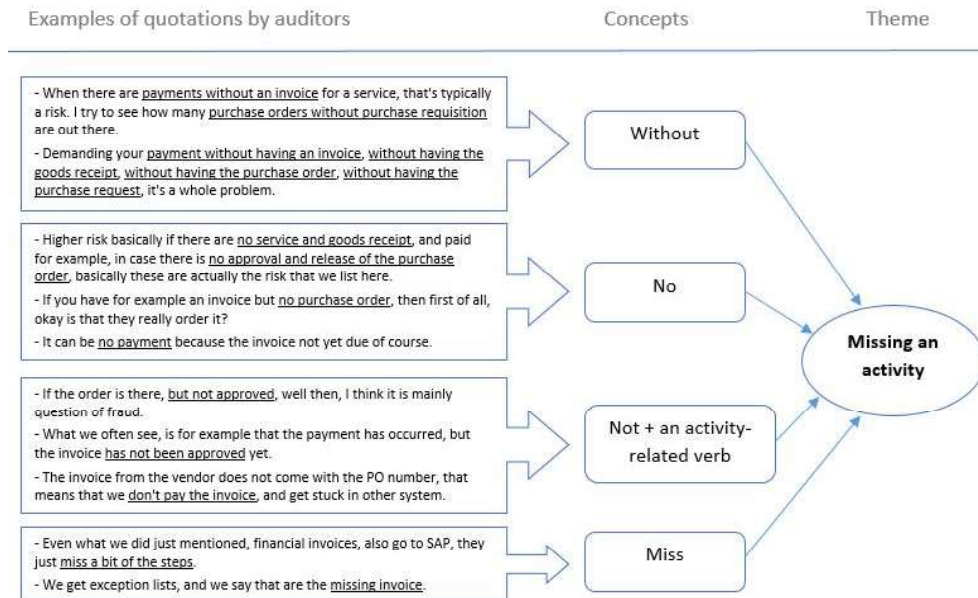 Examples of quotations by auditors
Concepts
Theme
- When there are payments without an invoice for a service, that's typically
a risk. I try to see how many purchase orders without purchase requisition
are out there.
- Demanding your payment without having an invoice, without having the
goods receipt, without having the purchase order, without having the
purchase request, it's a whole problem.
Without
- Higher risk basically if there are no service and goods receipt, and paid
for example, in case there is no approval and release of the purchase
order, basically these are actually the risk that we list here.
- If you have for example an invoice but no purchase order, then first of all,
okay is that they really order it?
- It can be no payment because the invoice not yet due of course.
No
Missing an
activity
- If the order is there, but not approved, well then, I think it is mainly
question of fraud.
- What we often see, is for example that the payment has occurred, but
the invoice has not been approved yet.
- The invoice from the vendor does not come with the PO number, that
means that we don't pay the invoice, and get stuck in other system.
Not + an activity-
related verb
- Even what we did just mentioned, financial invoices, also go to SAP, they
just miss a bit of the steps.
- We get exception lists, and we say that are the missing invoice.
Miss